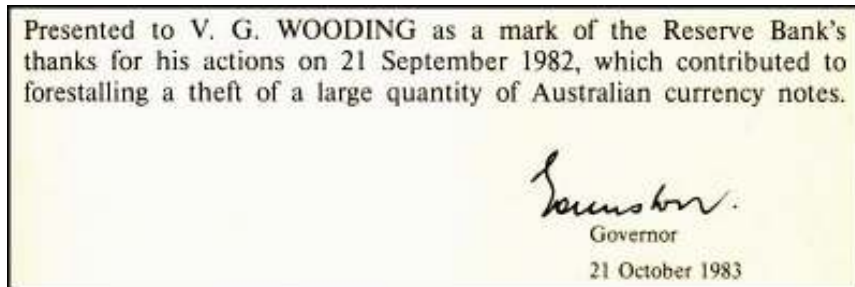 Presented to V. G. WOODING as a mark of the Reserve Bank's
thanks for his actions on 21 September 1982, which contributed to
forestalling a theft of a large quantity of Australian currency notes.
Governor
21 October 1983